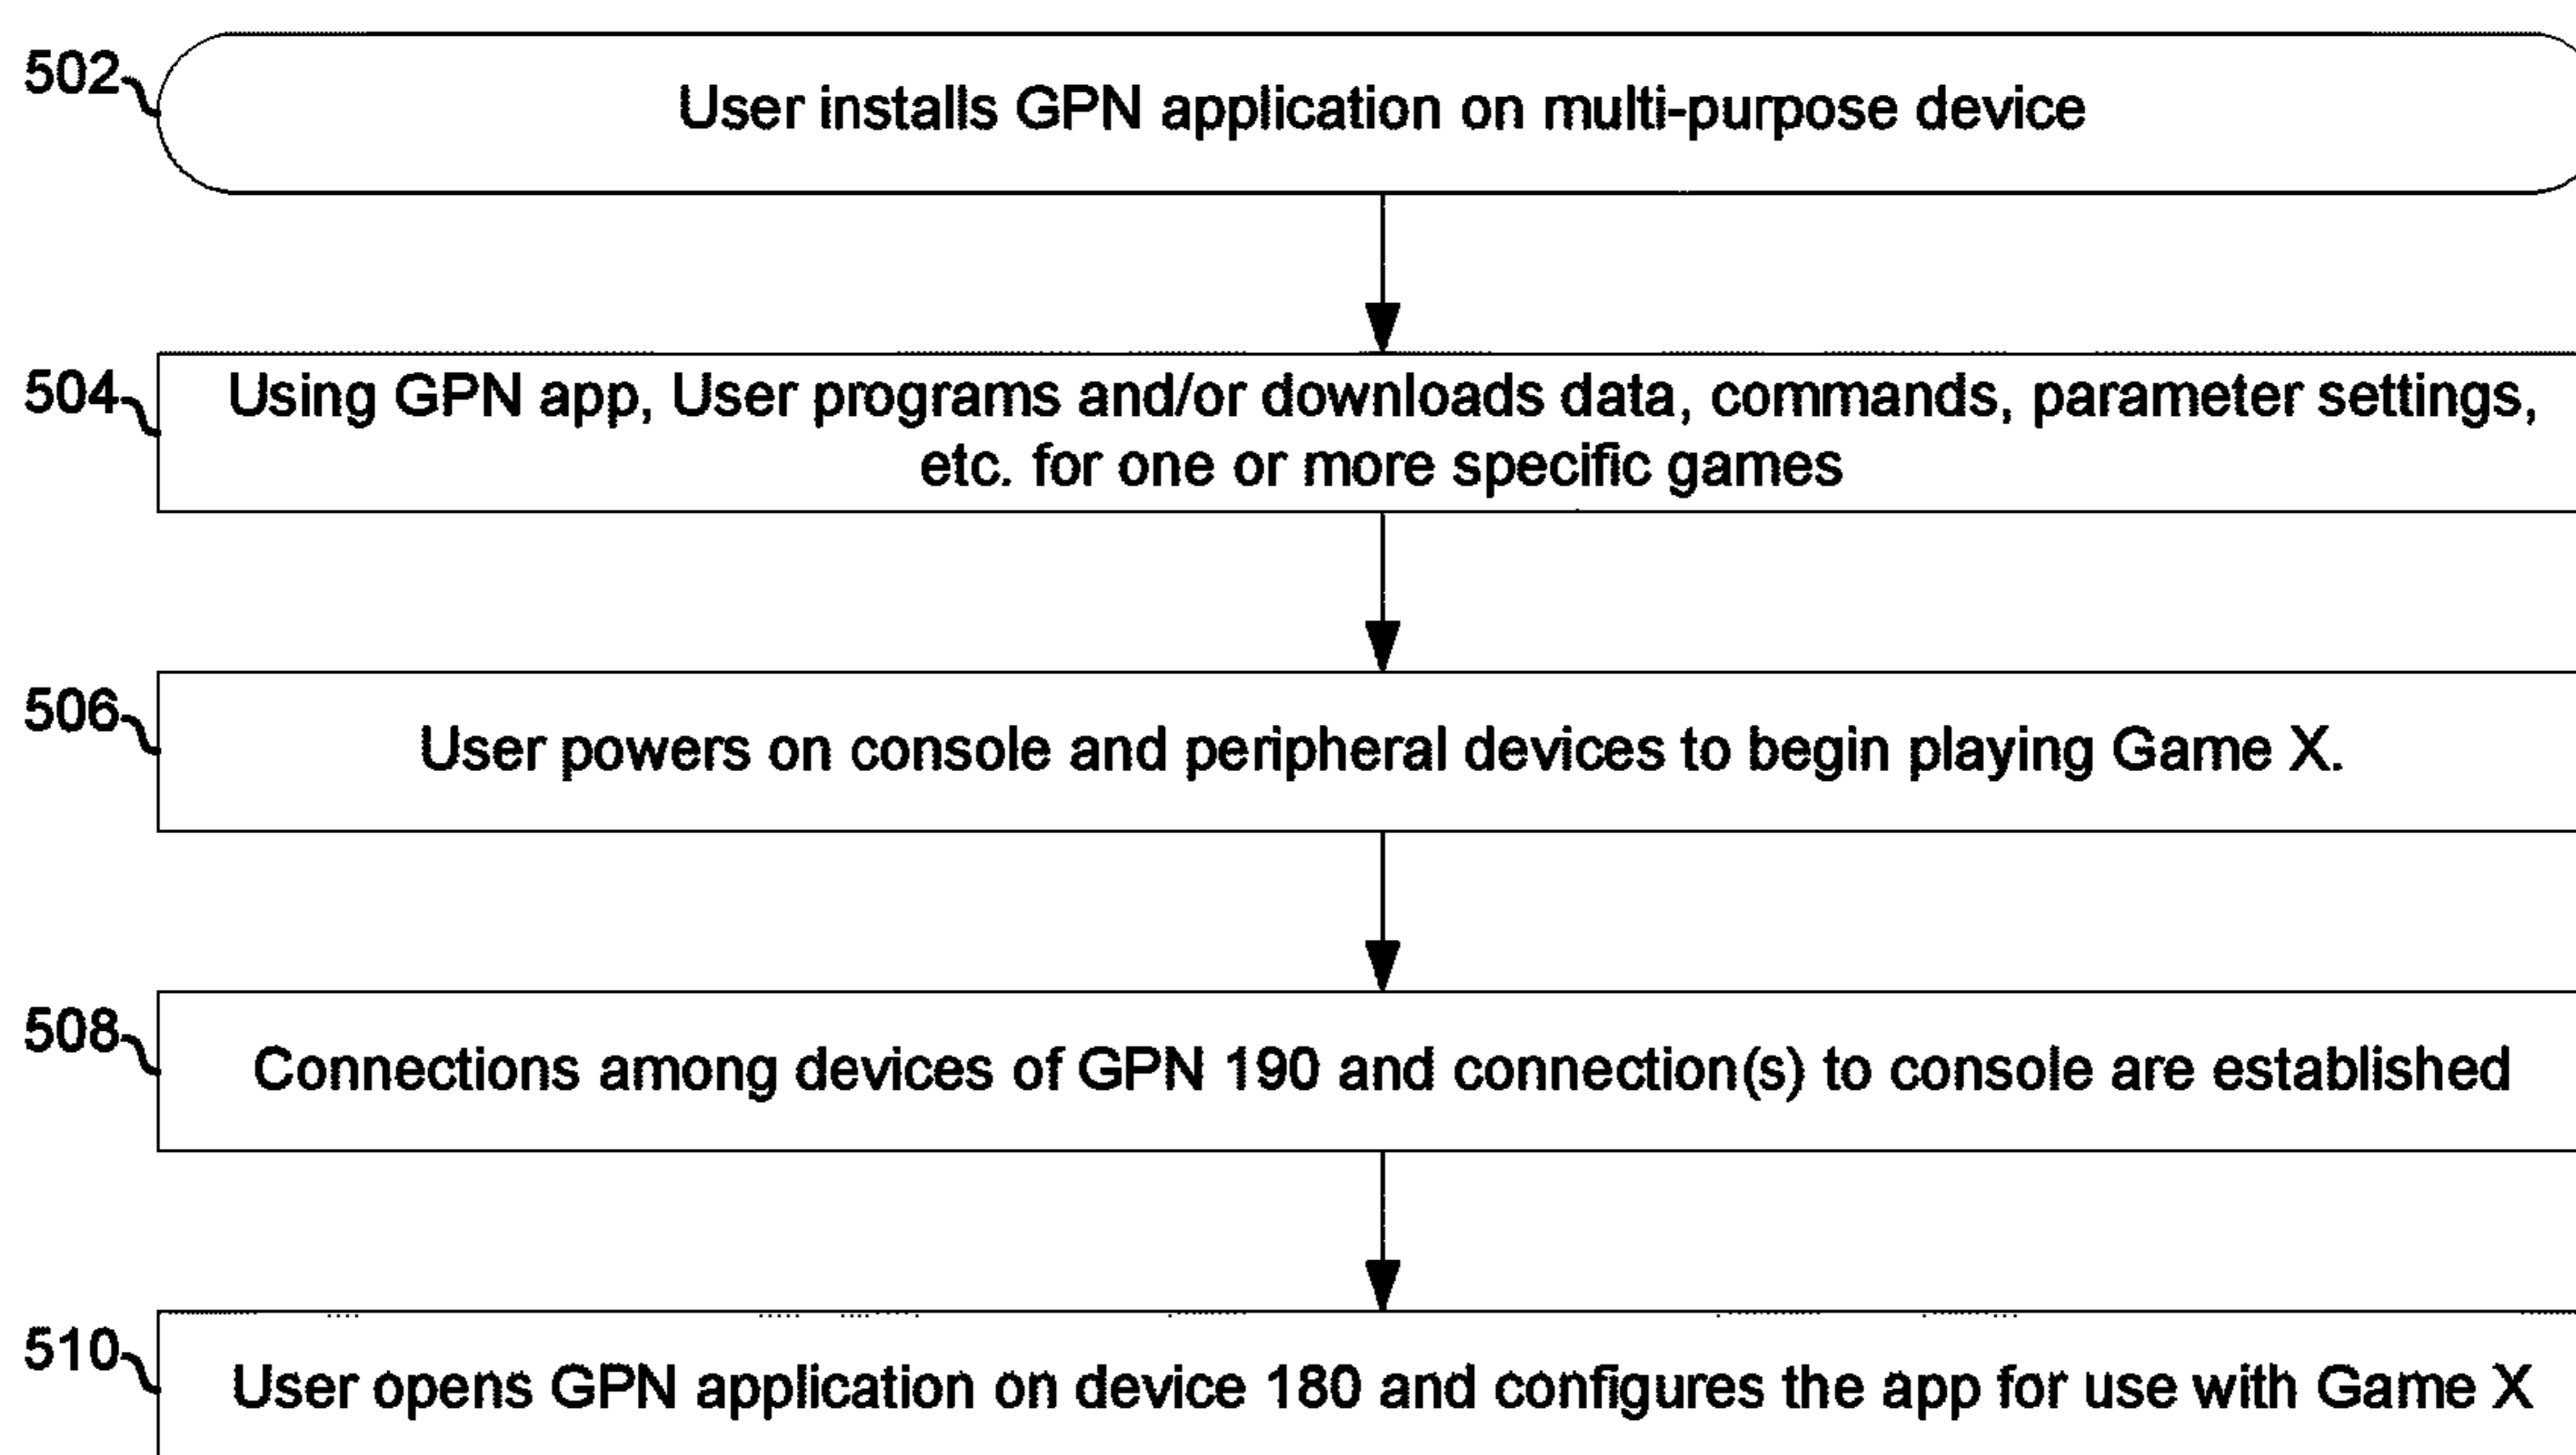 502
User installs GPN application on multi-purpose device
504
Using GPN app, User programs and/or downloads data, commands, parameter settings,
etc. for one or more specific games
506
User powers on console and peripheral devices to begin playing Game X.
508
Connections among devices of GPN 190 and connection(s) to console are established
510
User opens GPN application on device 180 and configures the app for use with Game X